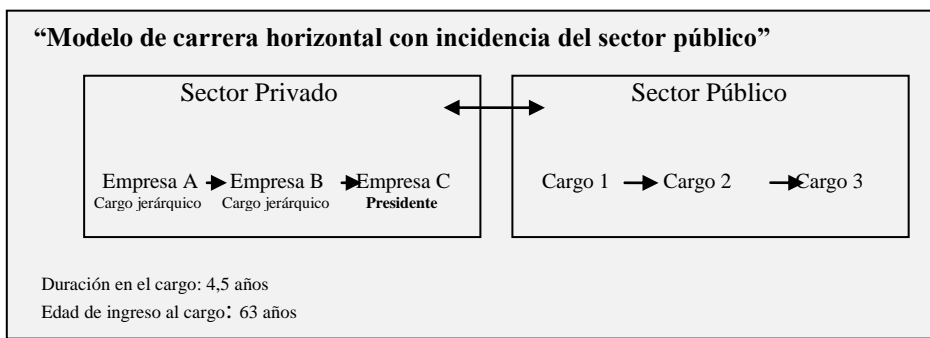 “Modelo de carrera horizontal con incidencia del sector público”
Sector Privado
Empresa A Empresa B Empresa C
Cargo jerárquico Cargo jerárquico Presidente
Sector Público
Cargo 1 Cargo 2 Cargo 3
Duración en el cargo: 4,5 años
Edad de ingreso al cargo: 63 años